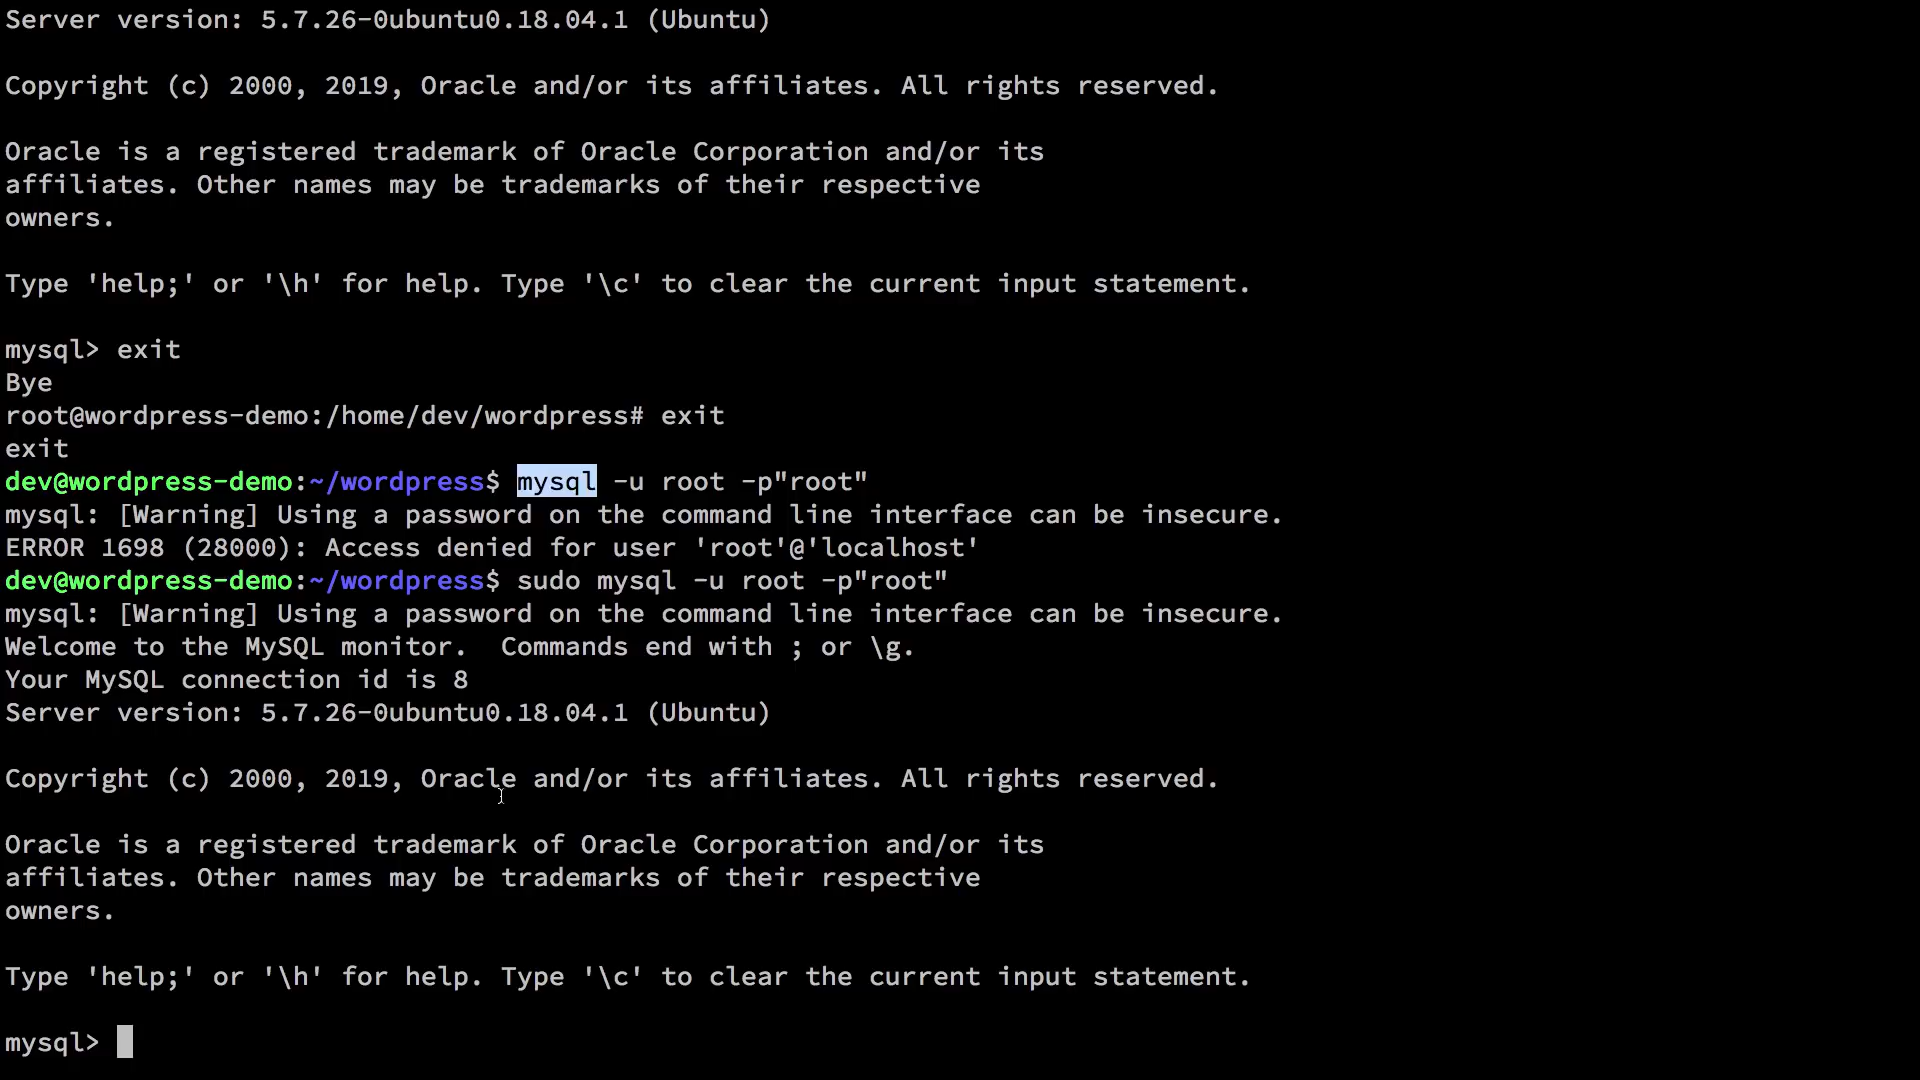 Server version: 5.7.26-0ubuntu0.18.04.1 (Ubuntu)
Copyright (c) 2000, 2019, Oracle and/or its affiliates. All rights reserved.
Oracle is a registered trademark of Oracle Corporation and/or its
affiliates. Other names may be trademarks of their respective
owners.
Type 'help;' or '\h' for help. Type '\c' to clear the current input statement.
mysql> exit
Bye
root@wordpress-demo:/home/dev/wordpress# exit
exit
dev@wordpress-demo:~/wordpress$ mysql -u root -p"root"
mysql: [Warning] Using a password on the command line interface can be insecure.
ERROR 1698 (28000): Access denied for user 'root'@'localhost'
dev@wordpress-demo:~/wordpress$ sudo mysql -u root -p"root"
mysql: [Warning] Using a password on the command line interface can be insecure.
Welcome to the MySQL monitor.  Commands end with ; or \g.
Your MySQL connection id is 8
Server version: 5.7.26-0ubuntu0.18.04.1 (Ubuntu)
Copyright (c) 2000, 2019, Oracle and/or its affiliates. All rights reserved.
Oracle is a registered trademark of Oracle Corporation and/or its
affiliates. Other names may be trademarks of their respective
owners.
Type 'help;' or '\h' for help. Type '\c' to clear the current input statement.
mysql>